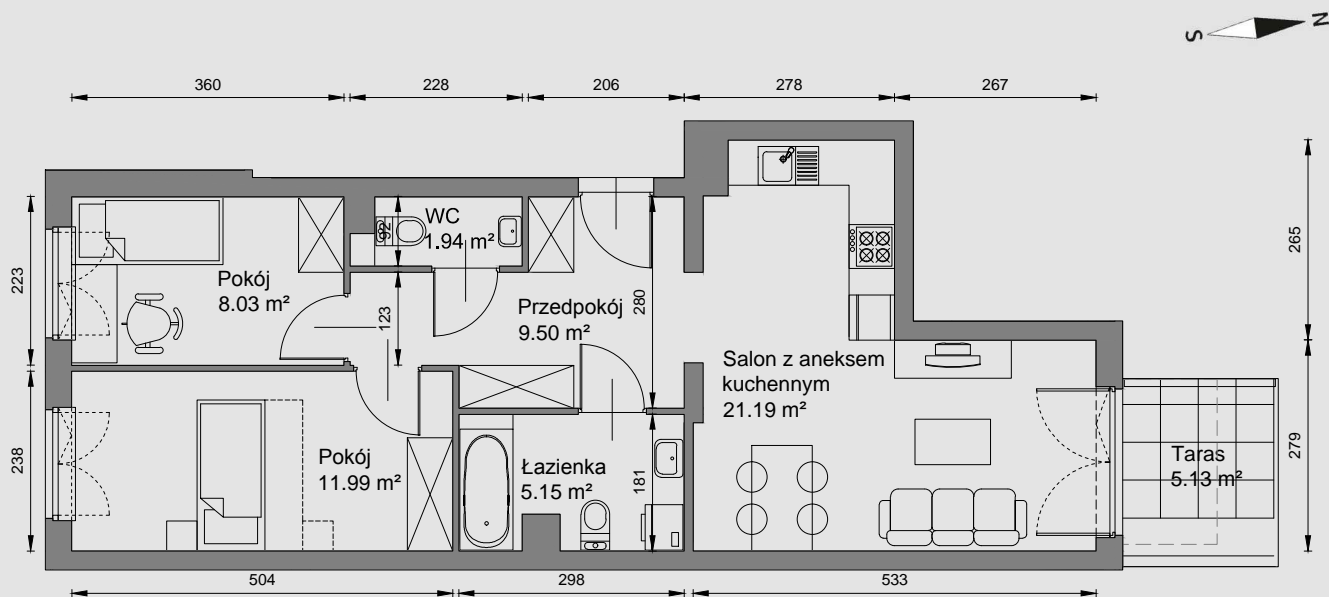 S
N
360
228
206
278
267
WC
1.94 m²
92
223
265
Pokój
8.03 m²
123
Przedpokój
9.50 m²
280
Salon z aneksem
kuchennym
21.19 m²
238
Pokój
11.99 m²
Łazienka
5.15 m²
181
Taras
5.13 m²
279
504
298
533